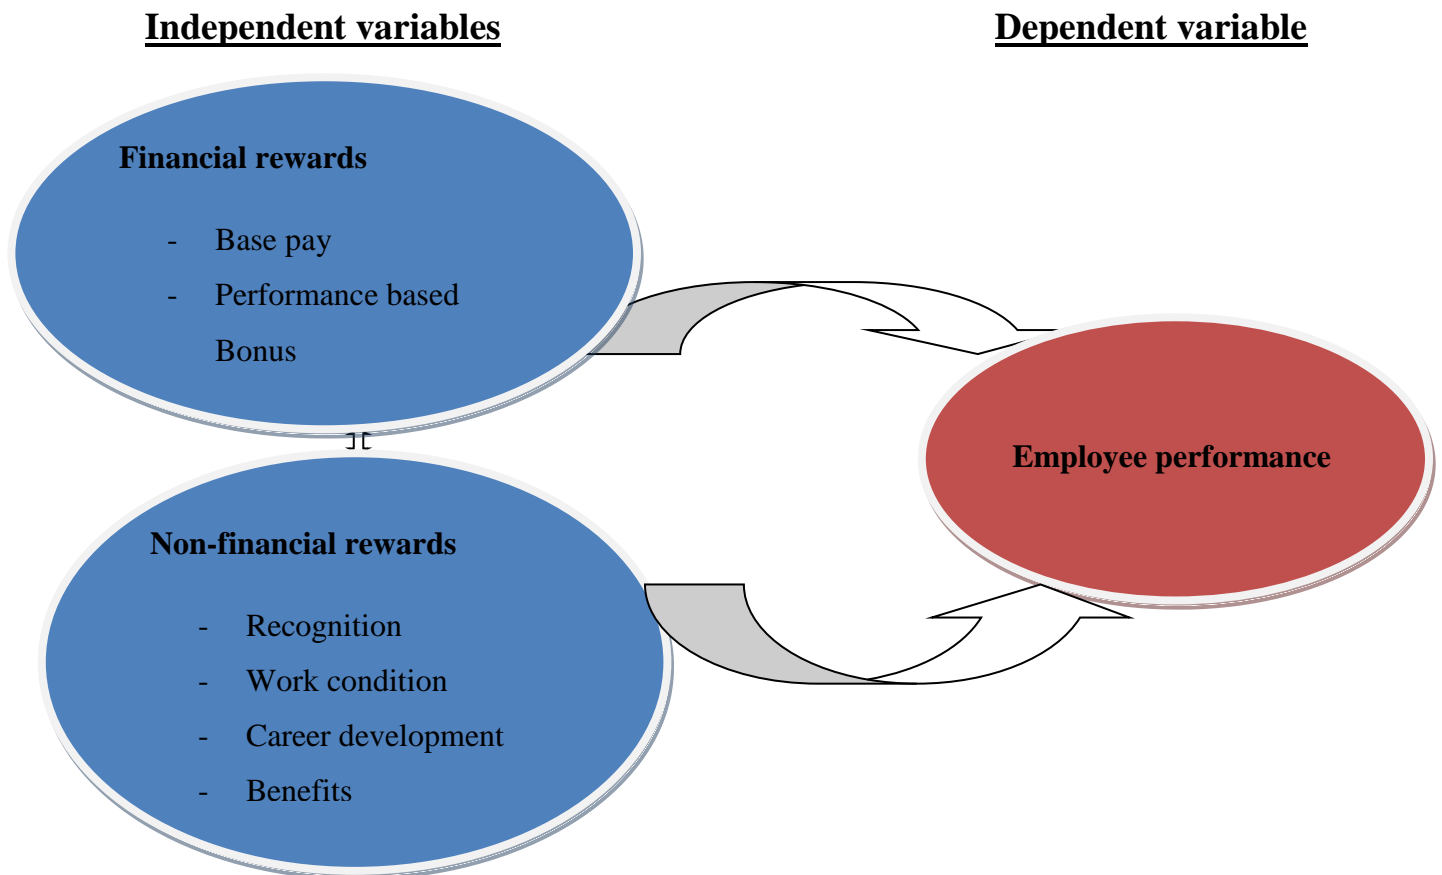 Independent variables
Dependent variable
Financial rewards
- Base pay
- Performance based
Bonus
Employee performance
Non-financial rewards
- Recognition
- Work condition
- Career development
- Benefits